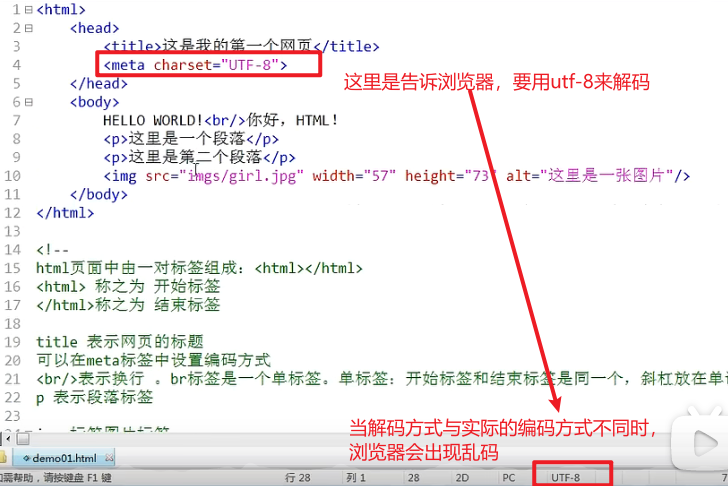 1 <html>
2 <head>
3 <title>这是我的第一个网页</title>
4 <meta charset="UTF-8">
这里是告诉浏览器，要用utf-8来解码
5 </head>
6 <body>
7 HELLO WORLD!<br/>你好，HTML！
8 <p>这里是一个段落</p>
9 <p>这里是第二个段落</p>
10 <img src="imgs/girl.jpg" width="57" height="73" alt="这里是一张图片"/>
11 </body>
12 </html>
13
14 <!--
15 html页面中由一对标签组成：<html></html>
16 <html> 称之为 开始标签
17 </html>称之为 结束标签
18
19 title 表示网页的标题
20 可以在meta标签中设置编码方式
21 <br/>表示换行 。br标签是一个单标签。单标签：开始标签和结束标签是同一个，斜杠放在单
22 p 表示段落标签
23
当解码方式与实际的编码方式不同时，
浏览器会出现乱码
demo01.html
需帮助，请按键盘 F1 键 行 28 列 1 28 2D PC UTF-8